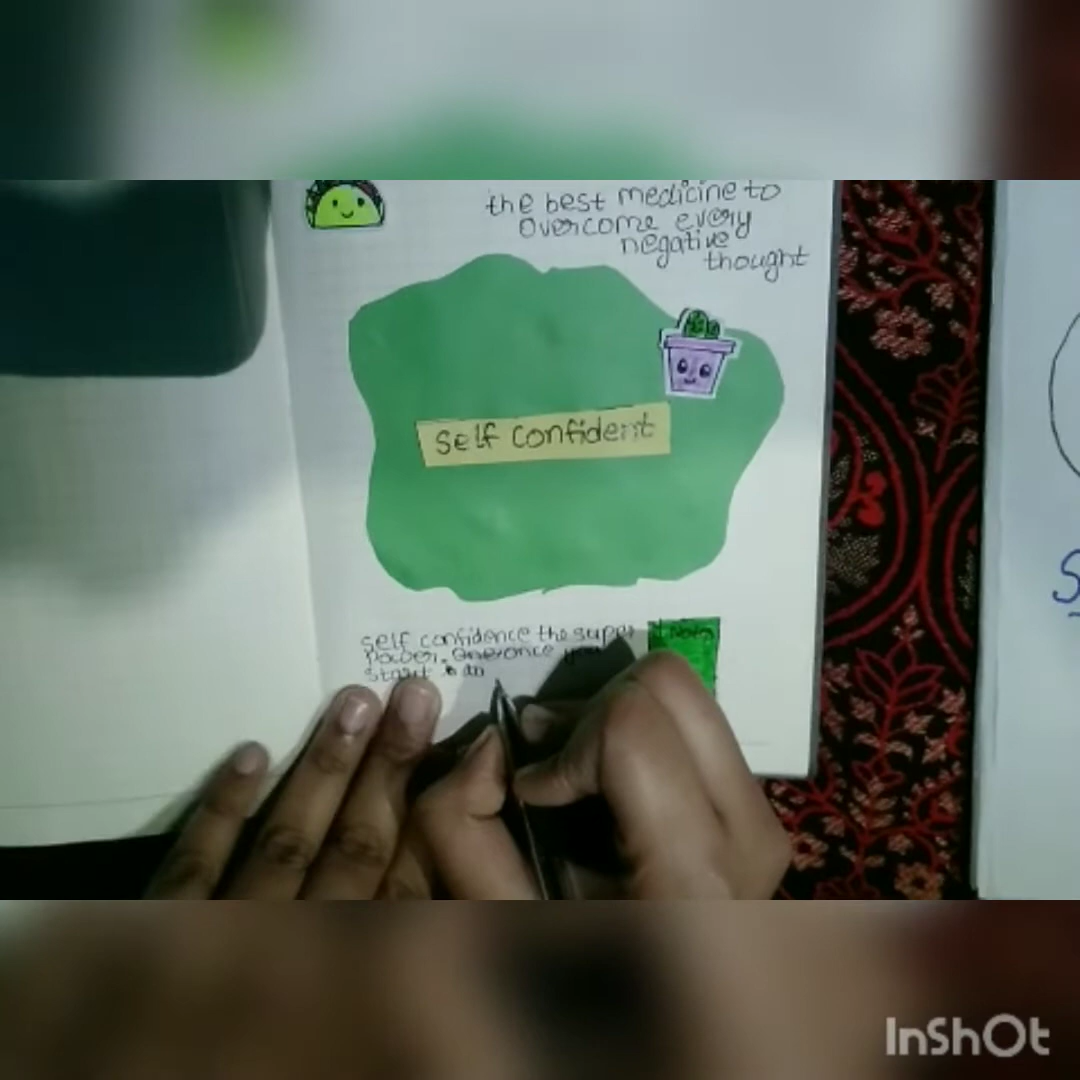 the best medicine to
overcome every
negative
thought
self confident
self confidence the super
power. once you
start
InShOt